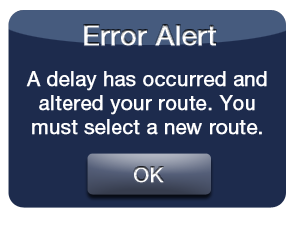 Error Alert
A delay has occurred and
altered your route. You
must select a new route.
OK